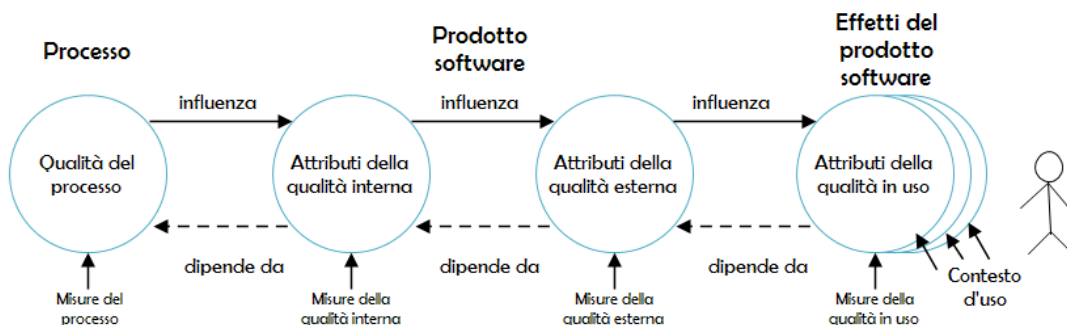 Processo
Prodotto
software
Effetti del
prodotto
software
influenza
influenza
influenza
Qualità del
processo
Attributi della
qualità interna
Attributi della
qualità esterna
Attributi della
qualità in uso
dipende da
dipende da
dipende da
Contesto
d'uso
Misure del
processo
Misure della
qualità interna
Misure della
qualità esterna
Misure della
qualità in uso